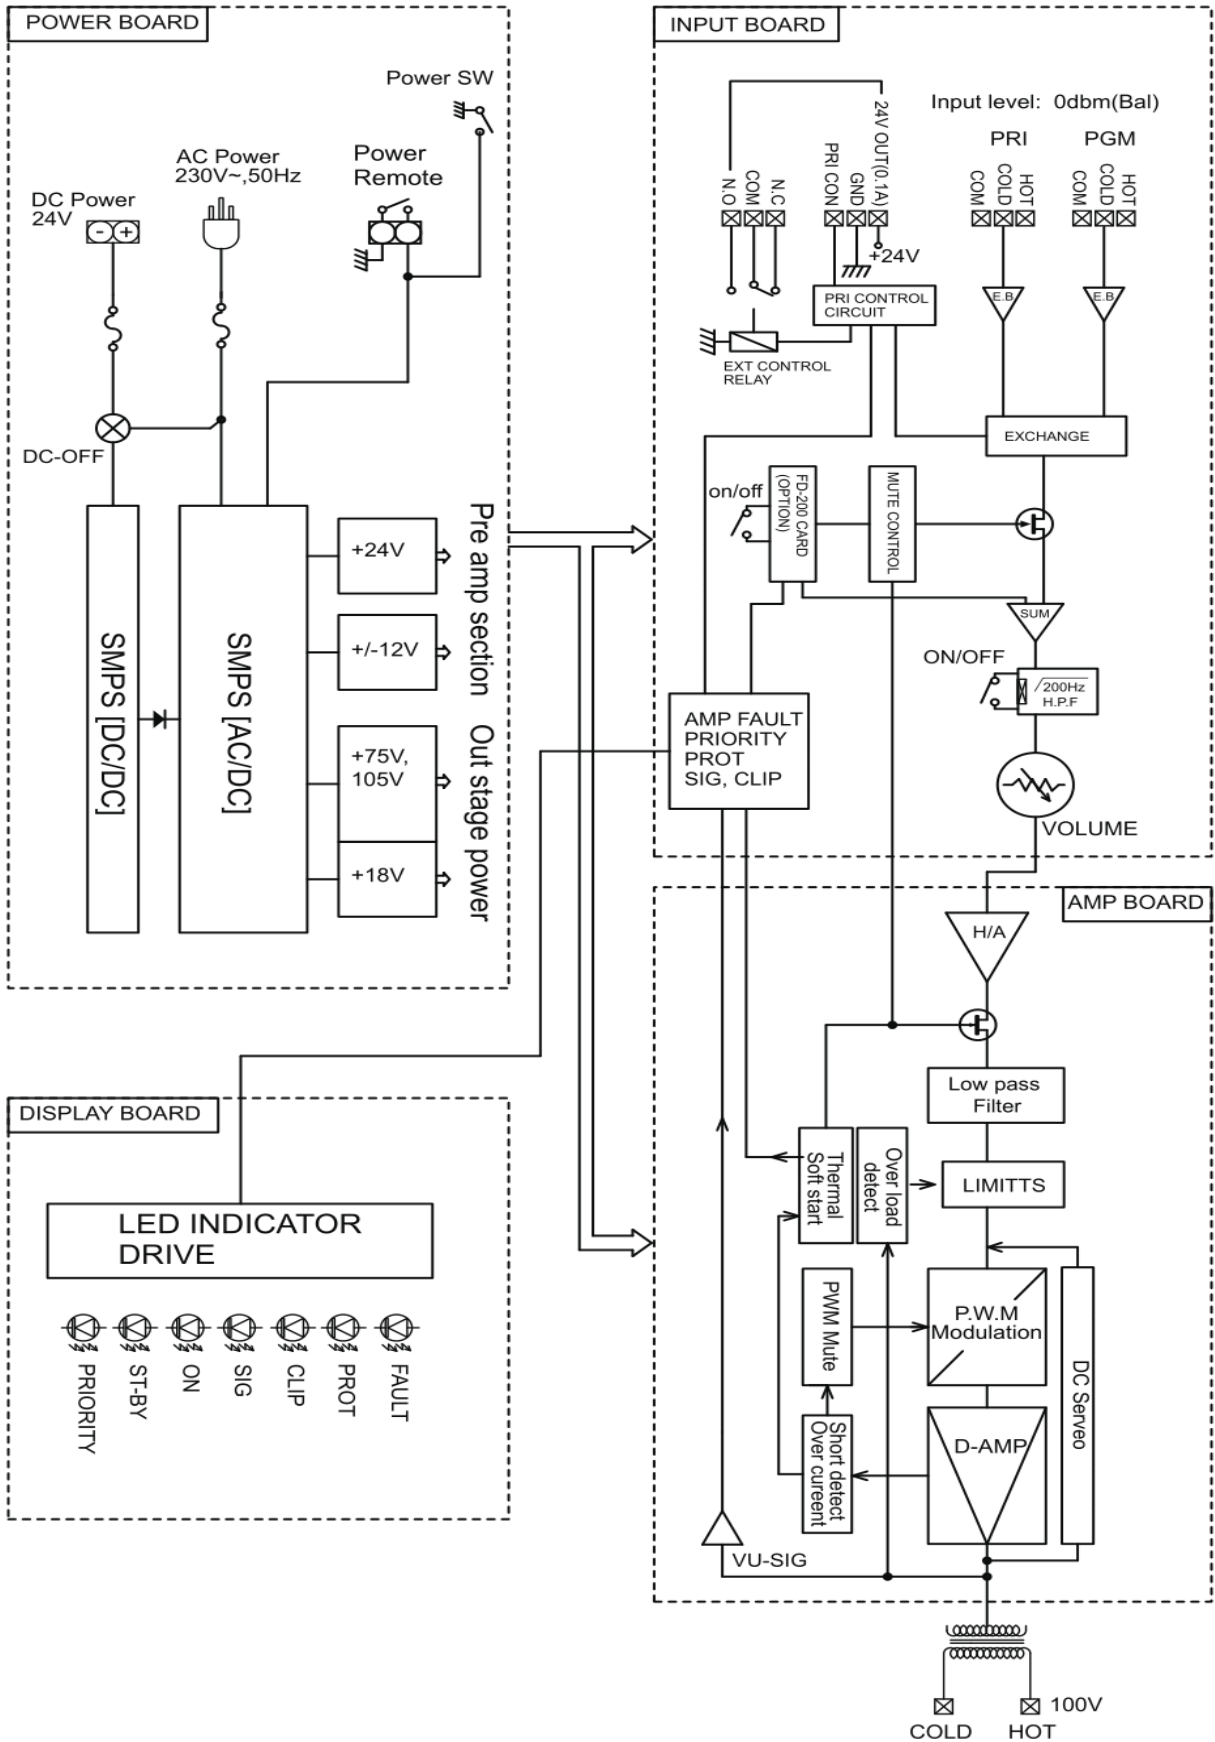 POWER BOARD
Power SW
AC Power
230V~,50Hz
Power
Remote
DC Power
24V
- +
DC-OFF
SMPS [DC/DC]
SMPS [AC/DC]
+24V
+/-12V
+75V,
105V
+18V
Pre amp section
Out stage power
INPUT BOARD
Input level: 0dbm(Bal)
PRI
PGM
N.O
COM
N.C
PRI CON
GND
24V OUT(0.1A)
COM
COLD
HOT
COM
COLD
HOT
+24V
PRI CONTROL
CIRCUIT
E.B
E.B
EXT CONTROL
RELAY
EXCHANGE
on/off
FD-200 CARD
(OPTION)
MUTE CONTROL
SUM
ON/OFF
200Hz
H.P.F
AMP FAULT
PRIORITY
PROT
SIG, CLIP
VOLUME
AMP BOARD
H/A
Low pass
Filter
Thermal
Soft start
Over load
detect
LIMITTS
PWM Mute
P.W.M
Modulation
DC Serveo
Short detect
Over cureent
D-AMP
VU-SIG
100V
COLD
HOT
DISPLAY BOARD
LED INDICATOR
DRIVE
PRIORITY
ST-BY
ON
SIG
CLIP
PROT
FAULT